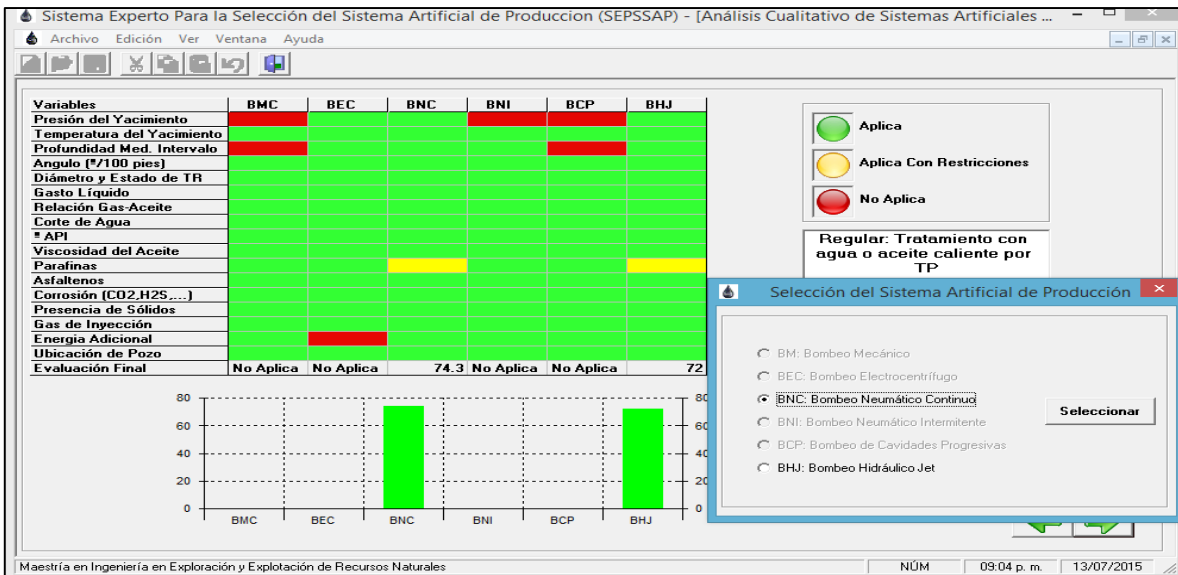 Sistema Experto Para la Selección del Sistema Artificial de Produccion (SEPSSAP) - [Análisis Cualitativo de Sistemas Artificiales ...
Archivo Edición Ver Ventana Ayuda
Variables BMC BEC BNC BNI BCP BHJ
Presión del Yacimiento
Temperatura del Yacimiento
Profundidad Med. Intervalo
Angulo (º/100 pies)
Diámetro y Estado de TR
Gasto Líquido
Relación Gas-Aceite
Corte de Agua
º API
Viscosidad del Aceite
Parafinas
Asfaltenos
Corrosión (CO2,H2S,...)
Presencia de Sólidos
Gas de Inyección
Energia Adicional
Ubicación de Pozo
Evaluación Final No Aplica No Aplica 74.3 No Aplica No Aplica 72
Aplica
Aplica Con Restricciones
No Aplica
Regular: Tratamiento con
agua o aceite caliente por
TP
Selección del Sistema Artificial de Producción
BM: Bombeo Mecánico
BEC: Bombeo Electrocentrífugo
BNC: Bombeo Neumático Continuo
BNI: Bombeo Neumático Intermitente
BCP: Bombeo de Cavidades Progresivas
BHJ: Bombeo Hidráulico Jet
Seleccionar
80 80
60 60
40 40
20 20
0 0
BMC BEC BNC BNI BCP BHJ
Maestría en Ingeniería en Exploración y Explotación de Recursos Naturales NÚM 09:04 p. m. 13/07/2015